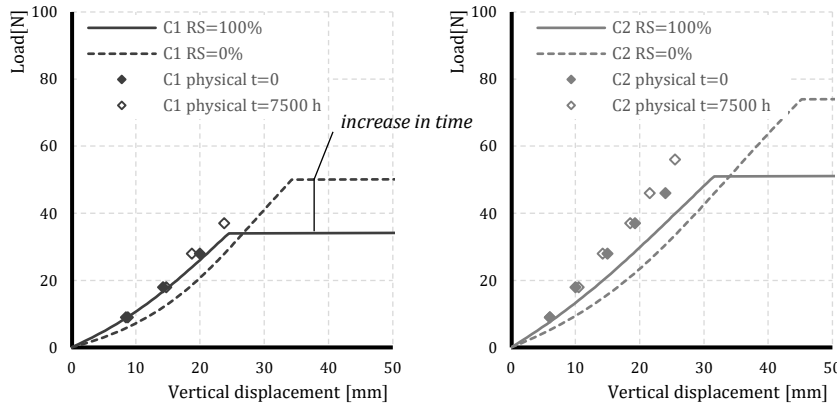 Load[N]
100
80
60
40
20
0
C1 RS=100%
C1 RS=0%
C1 physical t=0
C1 physical t=7500 h
increase in time
0
10
20
30
40
50
Vertical displacement [mm]
Load[N]
100
80
60
40
20
0
C2 RS=100%
C2 RS=0%
C2 physical t=0
C2 physical t=7500 h
0
10
20
30
40
50
Vertical displacement [mm]